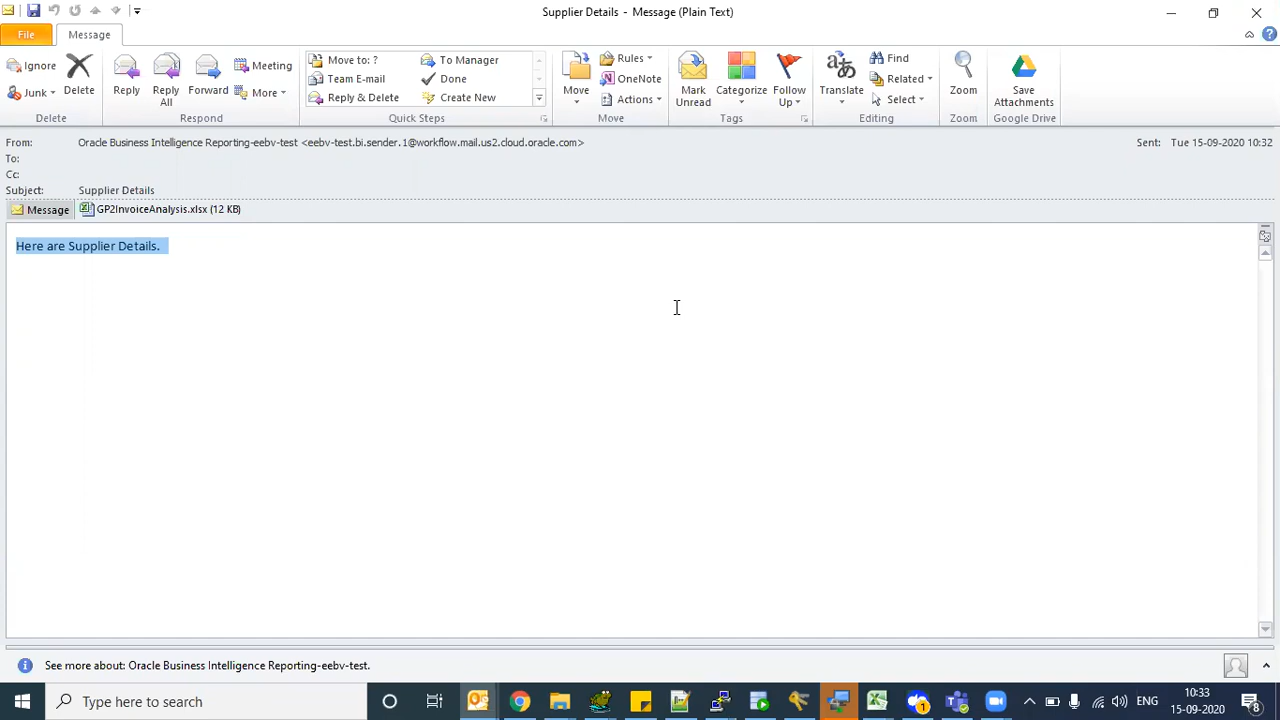 Supplier Details - Message (Plain Text)
File
Message
Ignore
Junk
Delete
Delete
Reply
Reply All
Forward
Meeting
More
Respond
Move to: ?
Team E-mail
Reply & Delete
To Manager
Done
Create New
Quick Steps
Move
Rules
OneNote
Actions
Move
Mark Unread
Categorize
Follow Up
Tags
Translate
Find
Related
Select
Editing
Zoom
Zoom
Save Attachments
Google Drive
From: Oracle Business Intelligence Reporting-eebv-test <eebv-test.bi.sender.1@workflow.mail.us2.cloud.oracle.com>
Sent: Tue 15-09-2020 10:32
To:
Cc:
Subject: Supplier Details
Message
GP2InvoiceAnalysis.xlsx (12 KB)
Here are Supplier Details.
See more about: Oracle Business Intelligence Reporting-eebv-test.
Type here to search
1
ENG
10:33
15-09-2020
8